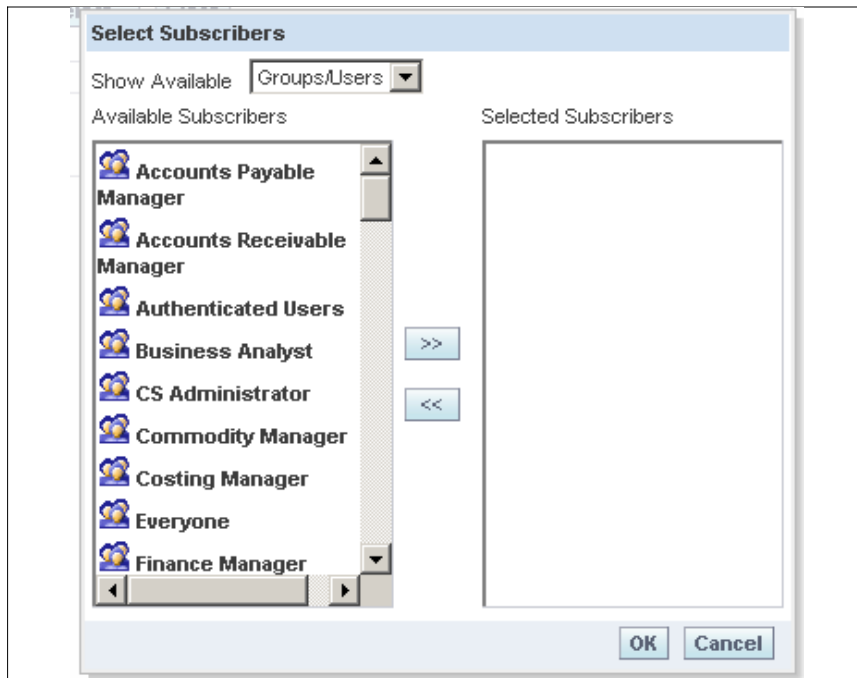 Select Subscribers
Show Available Groups/Users
Available Subscribers
Selected Subscribers
Accounts Payable
Manager
Accounts Receivable
Manager
Authenticated Users
Business Analyst
CS Administrator
Commodity Manager
Costing Manager
Everyone
Finance Manager
>>
<<
OK Cancel